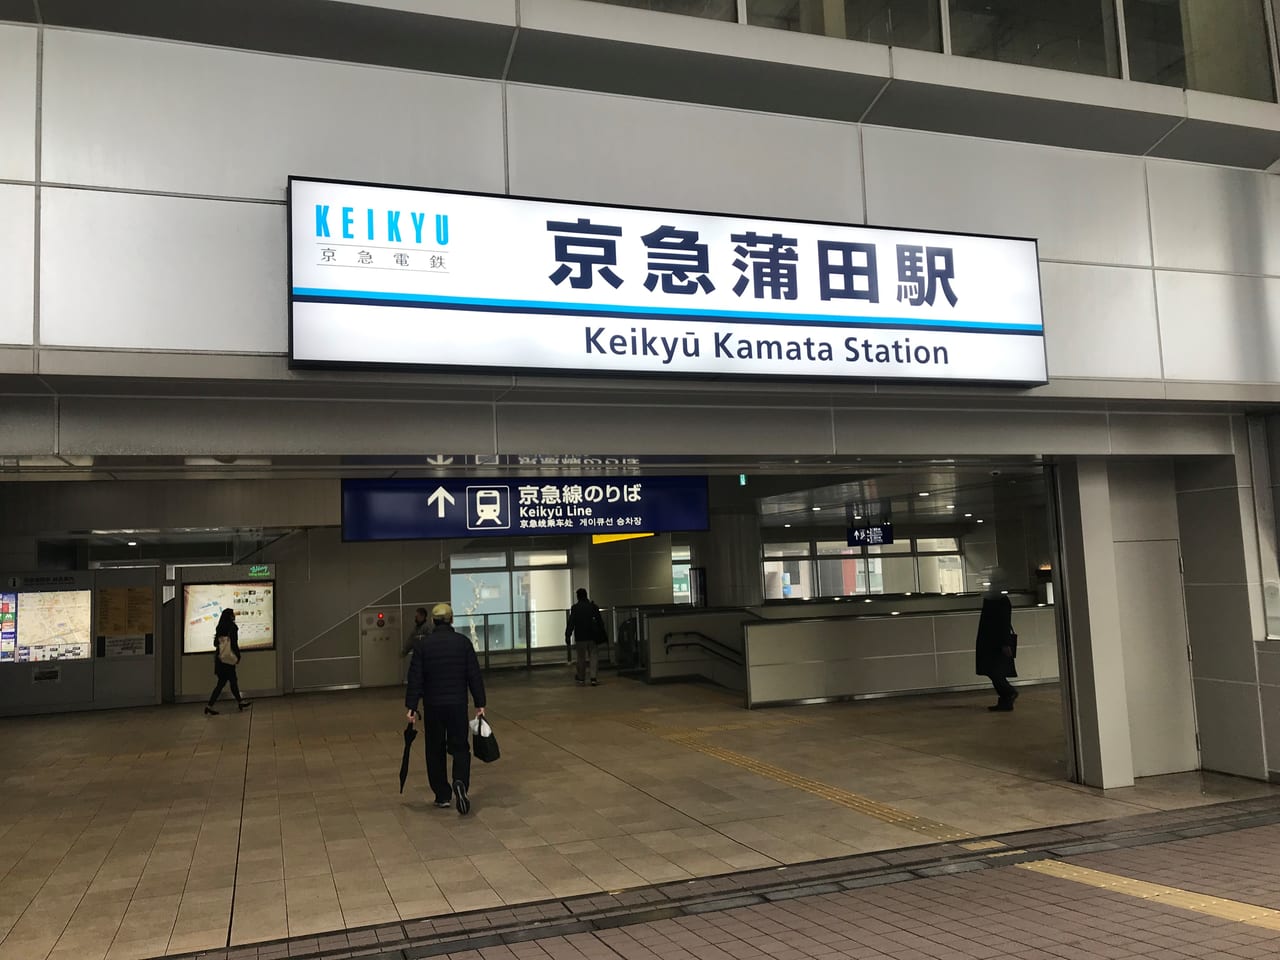 KEIKYU
京急電鉄
京急蒲田駅
Keikyū Kamata Station
京急線のりば
Keikyū Line
京急线乘车处 게이큐선 승차장